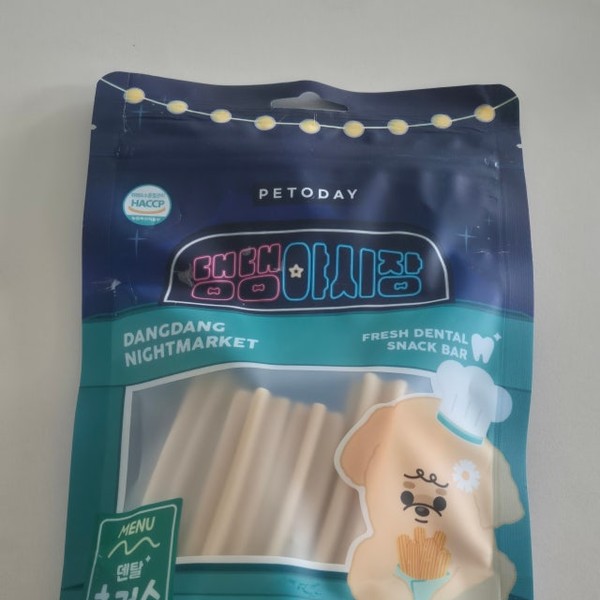 PETODAY
HACCP
댕댕야시장
DANGDANG
NIGHTMARKET
FRESH DENTAL
SNACK BAR
MENU
덴탈